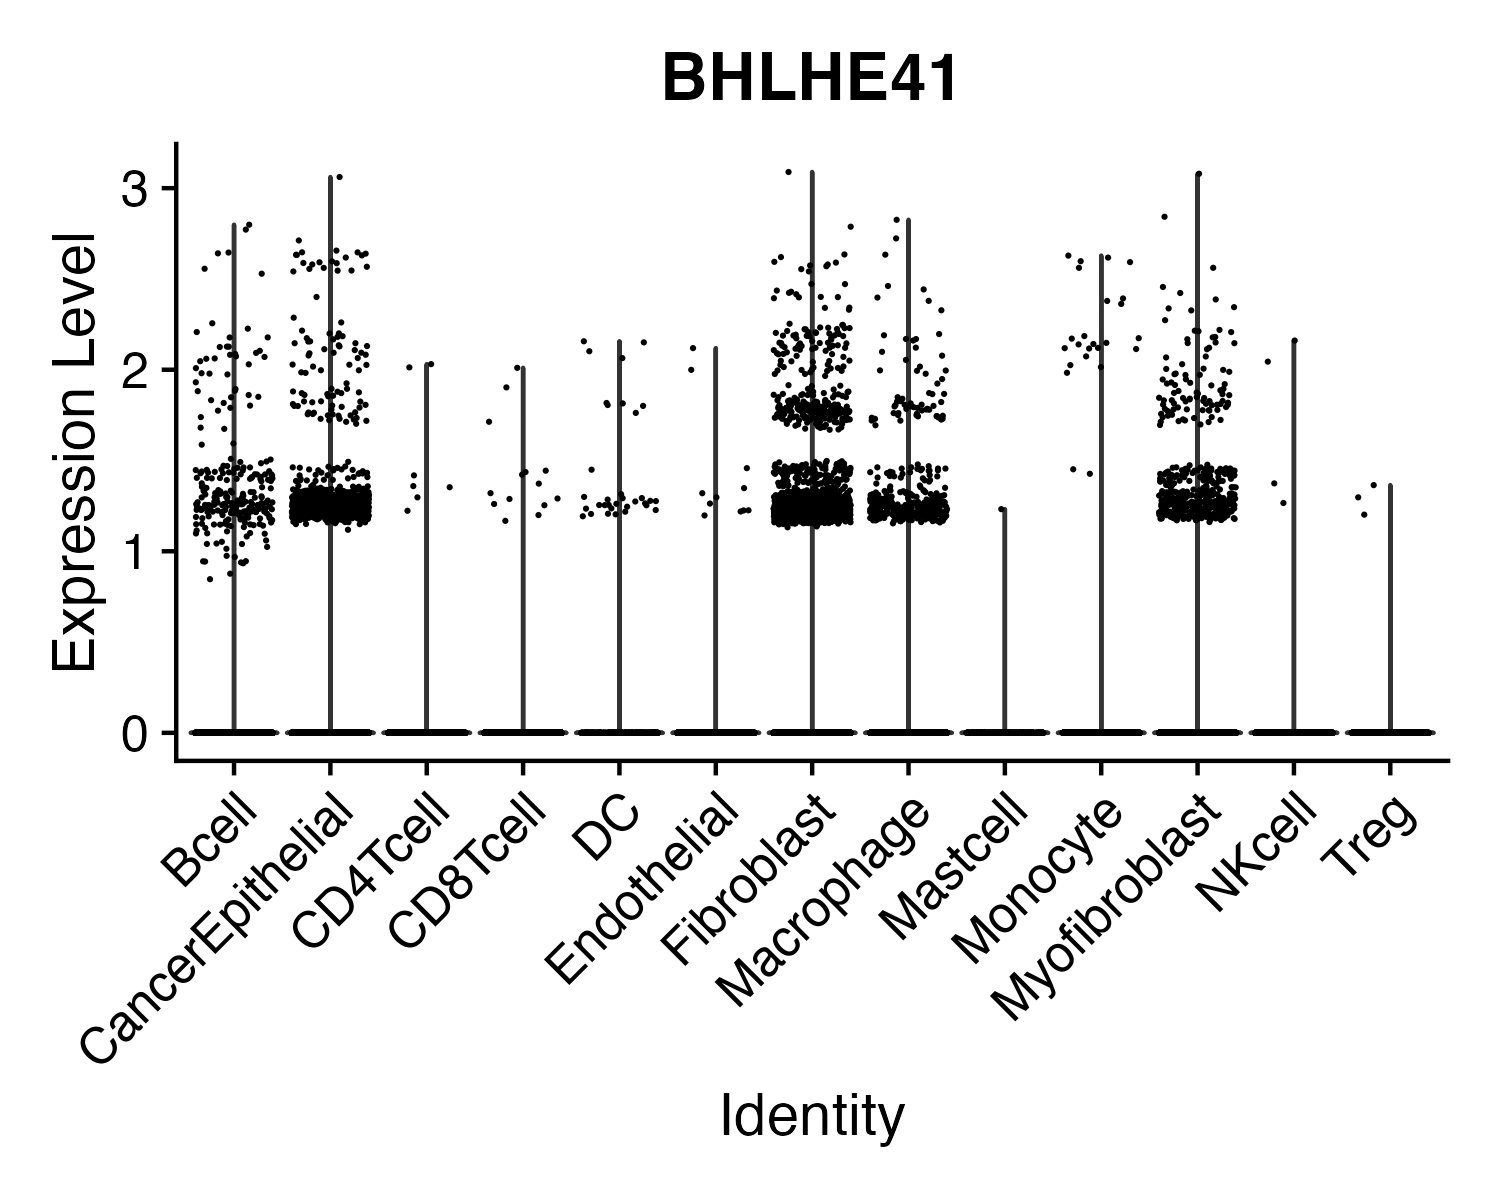 BHLHE41
Expression Level
3
2
1
0
Bcell
CancerEpithelial
CD4Tcell
CD8Tcell
DC
Endothelial
Fibroblast
Macrophage
Mastcell
Monocyte
Myofibroblast
NKcell
Treg
Identity